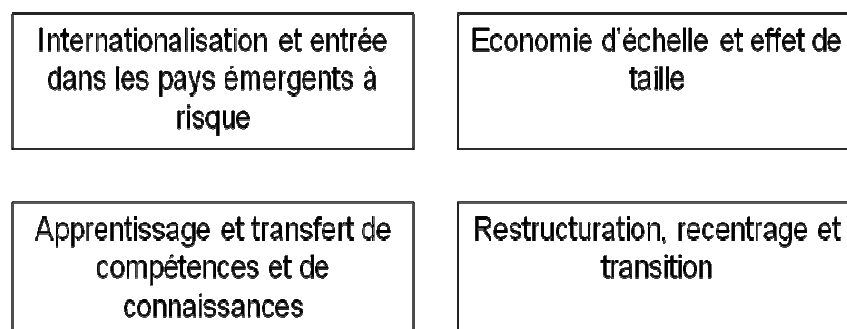 Internationalisation et entrée
dans les pays émergents à
risque
Economie d'échelle et effet de
taille
Apprentissage et transfert de
compétences et de
connaissances
Restructuration, recentrage et
transition